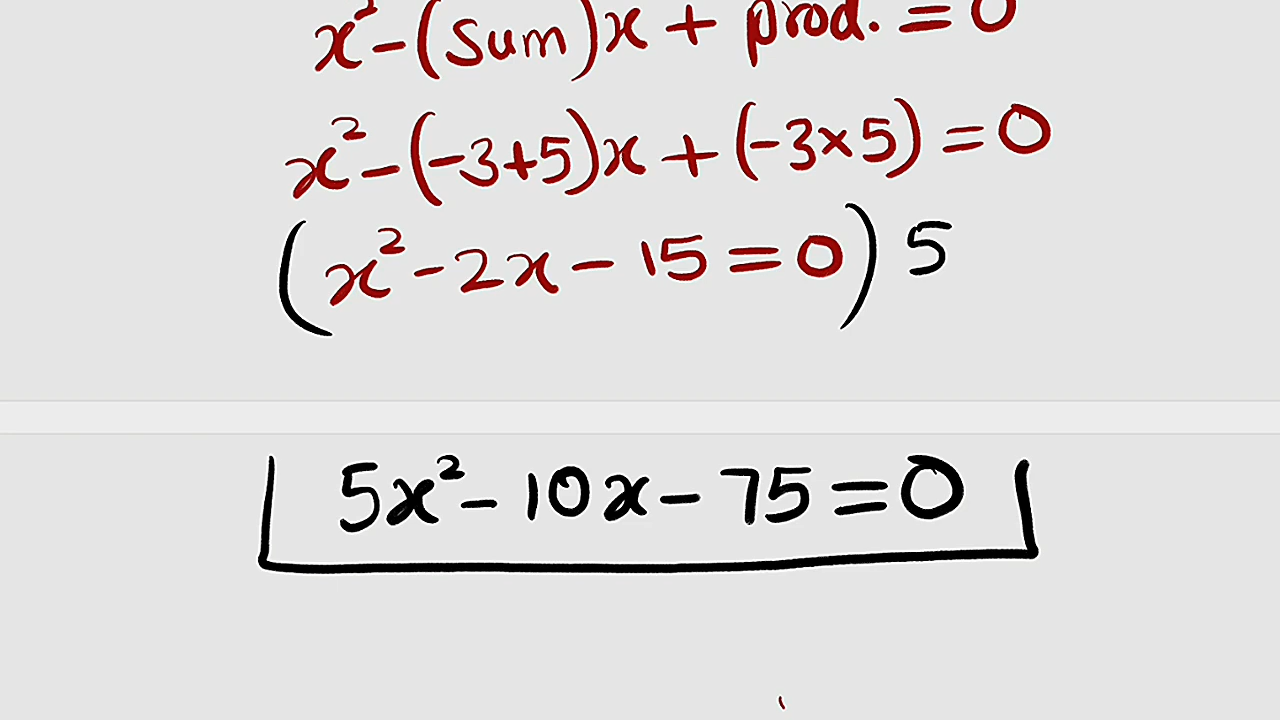 x² - (Sum)x + prod. = 0
x² - (-3+5)x + (-3×5) = 0
(x² - 2x - 15 = 0) 5
5x² - 10x - 75 = 0